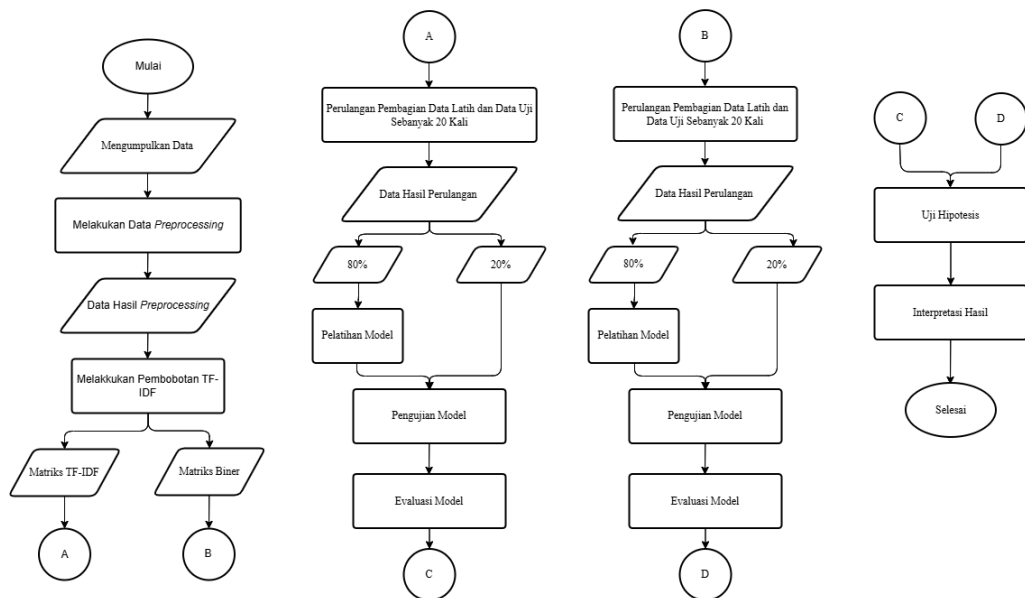 Mulai
Mengumpulkan Data
Melakukan Data Preprocessing
Data Hasil Preprocessing
Melakkukan Pembobotan TF-
IDF
Matriks TF-IDF
Matriks Biner
A
B
A
Perulangan Pembagian Data Latih dan Data Uji
Sebanyak 20 Kali
Data Hasil Perulangan
80%
20%
Pelatihan Model
Pengujian Model
Evaluasi Model
C
B
Perulangan Pembagian Data Latih dan
Data Uji Sebanyak 20 Kali
Data Hasil Perulangan
80%
20%
Pelatihan Model
Pengujian Model
Evaluasi Model
D
C
D
Uji Hipotesis
Interpretasi Hasil
Selesai